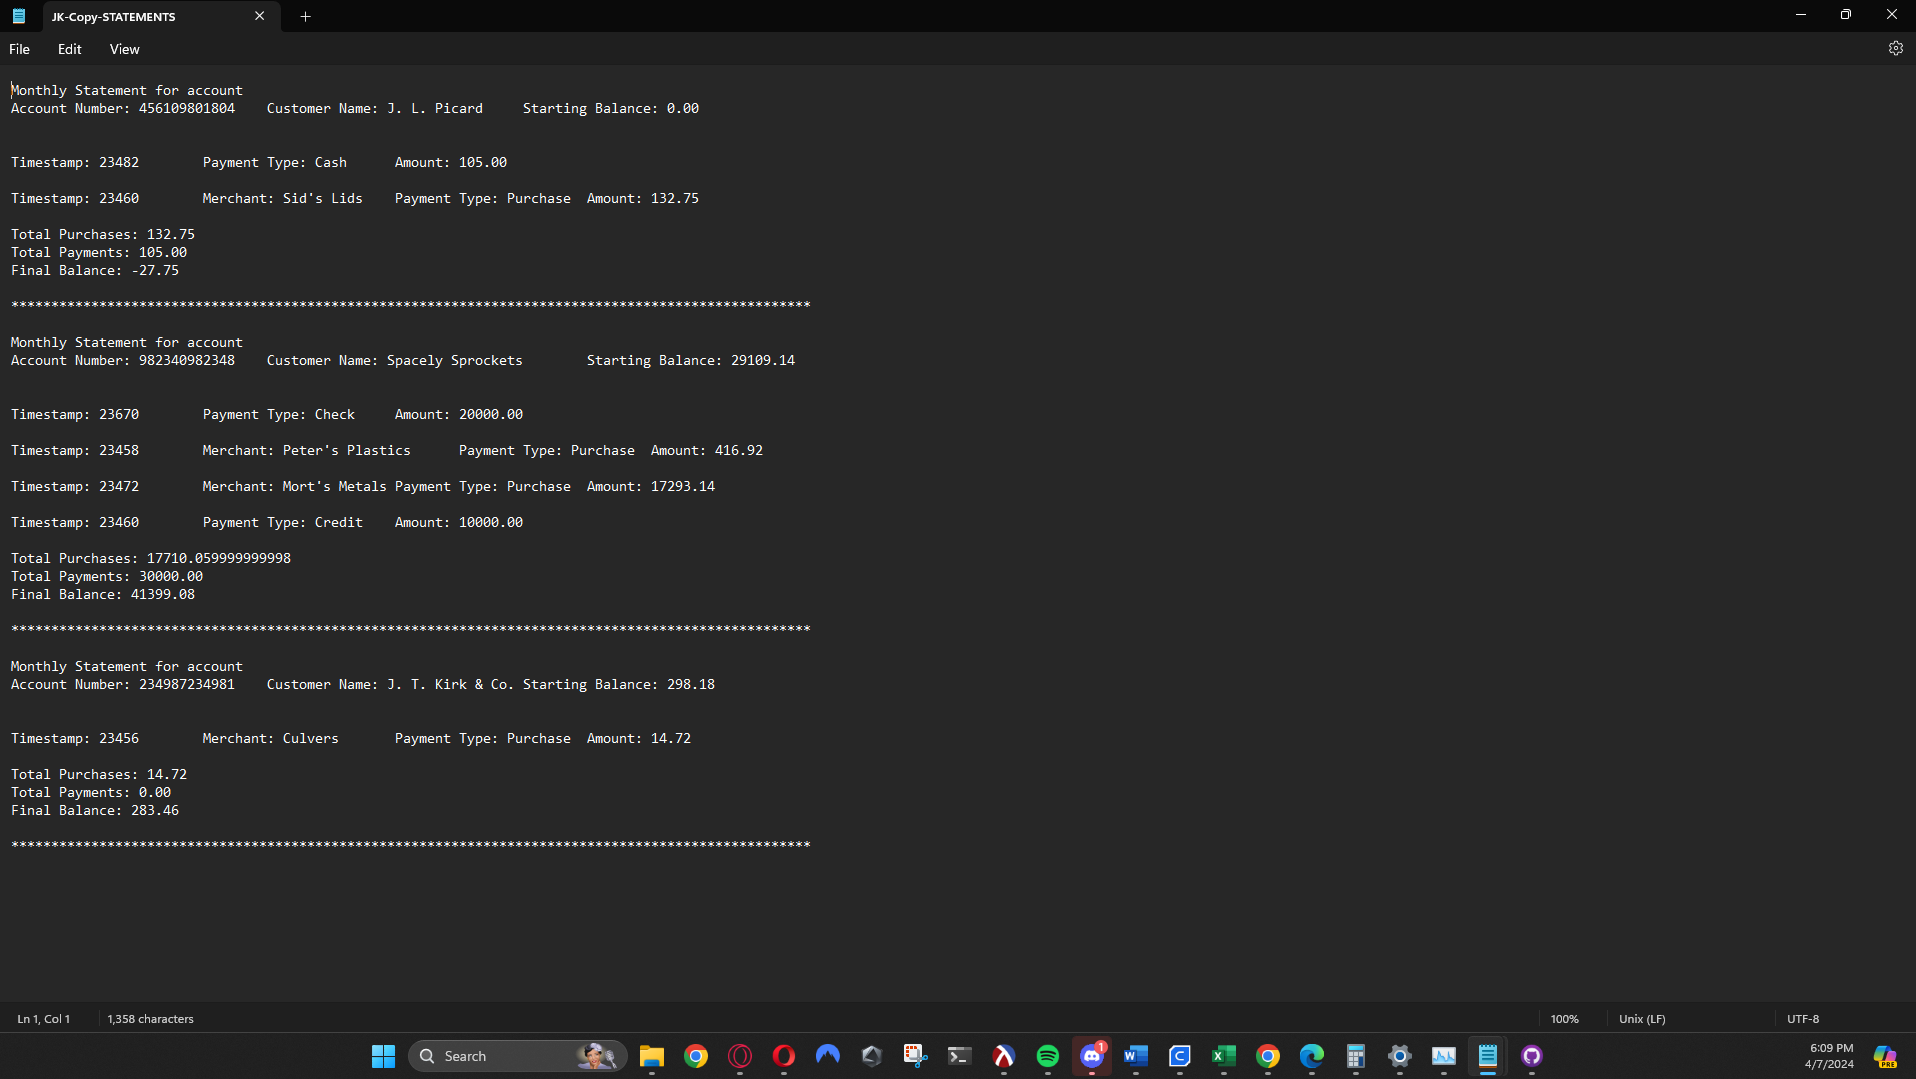 JK-Copy-STATEMENTS
File Edit View
Monthly Statement for account
Account Number: 456109801804 Customer Name: J. L. Picard Starting Balance: 0.00
Timestamp: 23482 Payment Type: Cash Amount: 105.00
Timestamp: 23460 Merchant: Sid's Lids Payment Type: Purchase Amount: 132.75
Total Purchases: 132.75
Total Payments: 105.00
Final Balance: -27.75
****************************************************************************************************
Monthly Statement for account
Account Number: 982340982348 Customer Name: Spacely Sprockets Starting Balance: 29109.14
Timestamp: 23670 Payment Type: Check Amount: 20000.00
Timestamp: 23458 Merchant: Peter's Plastics Payment Type: Purchase Amount: 416.92
Timestamp: 23472 Merchant: Mort's Metals Payment Type: Purchase Amount: 17293.14
Timestamp: 23460 Payment Type: Credit Amount: 10000.00
Total Purchases: 17710.059999999998
Total Payments: 30000.00
Final Balance: 41399.08
****************************************************************************************************
Monthly Statement for account
Account Number: 234987234981 Customer Name: J. T. Kirk & Co. Starting Balance: 298.18
Timestamp: 23456 Merchant: Culvers Payment Type: Purchase Amount: 14.72
Total Purchases: 14.72
Total Payments: 0.00
Final Balance: 283.46
****************************************************************************************************
Ln 1, Col 1 1,358 characters 100% Unix (LF) UTF-8
Search 1 W C X PRE
6:09 PM
4/7/2024